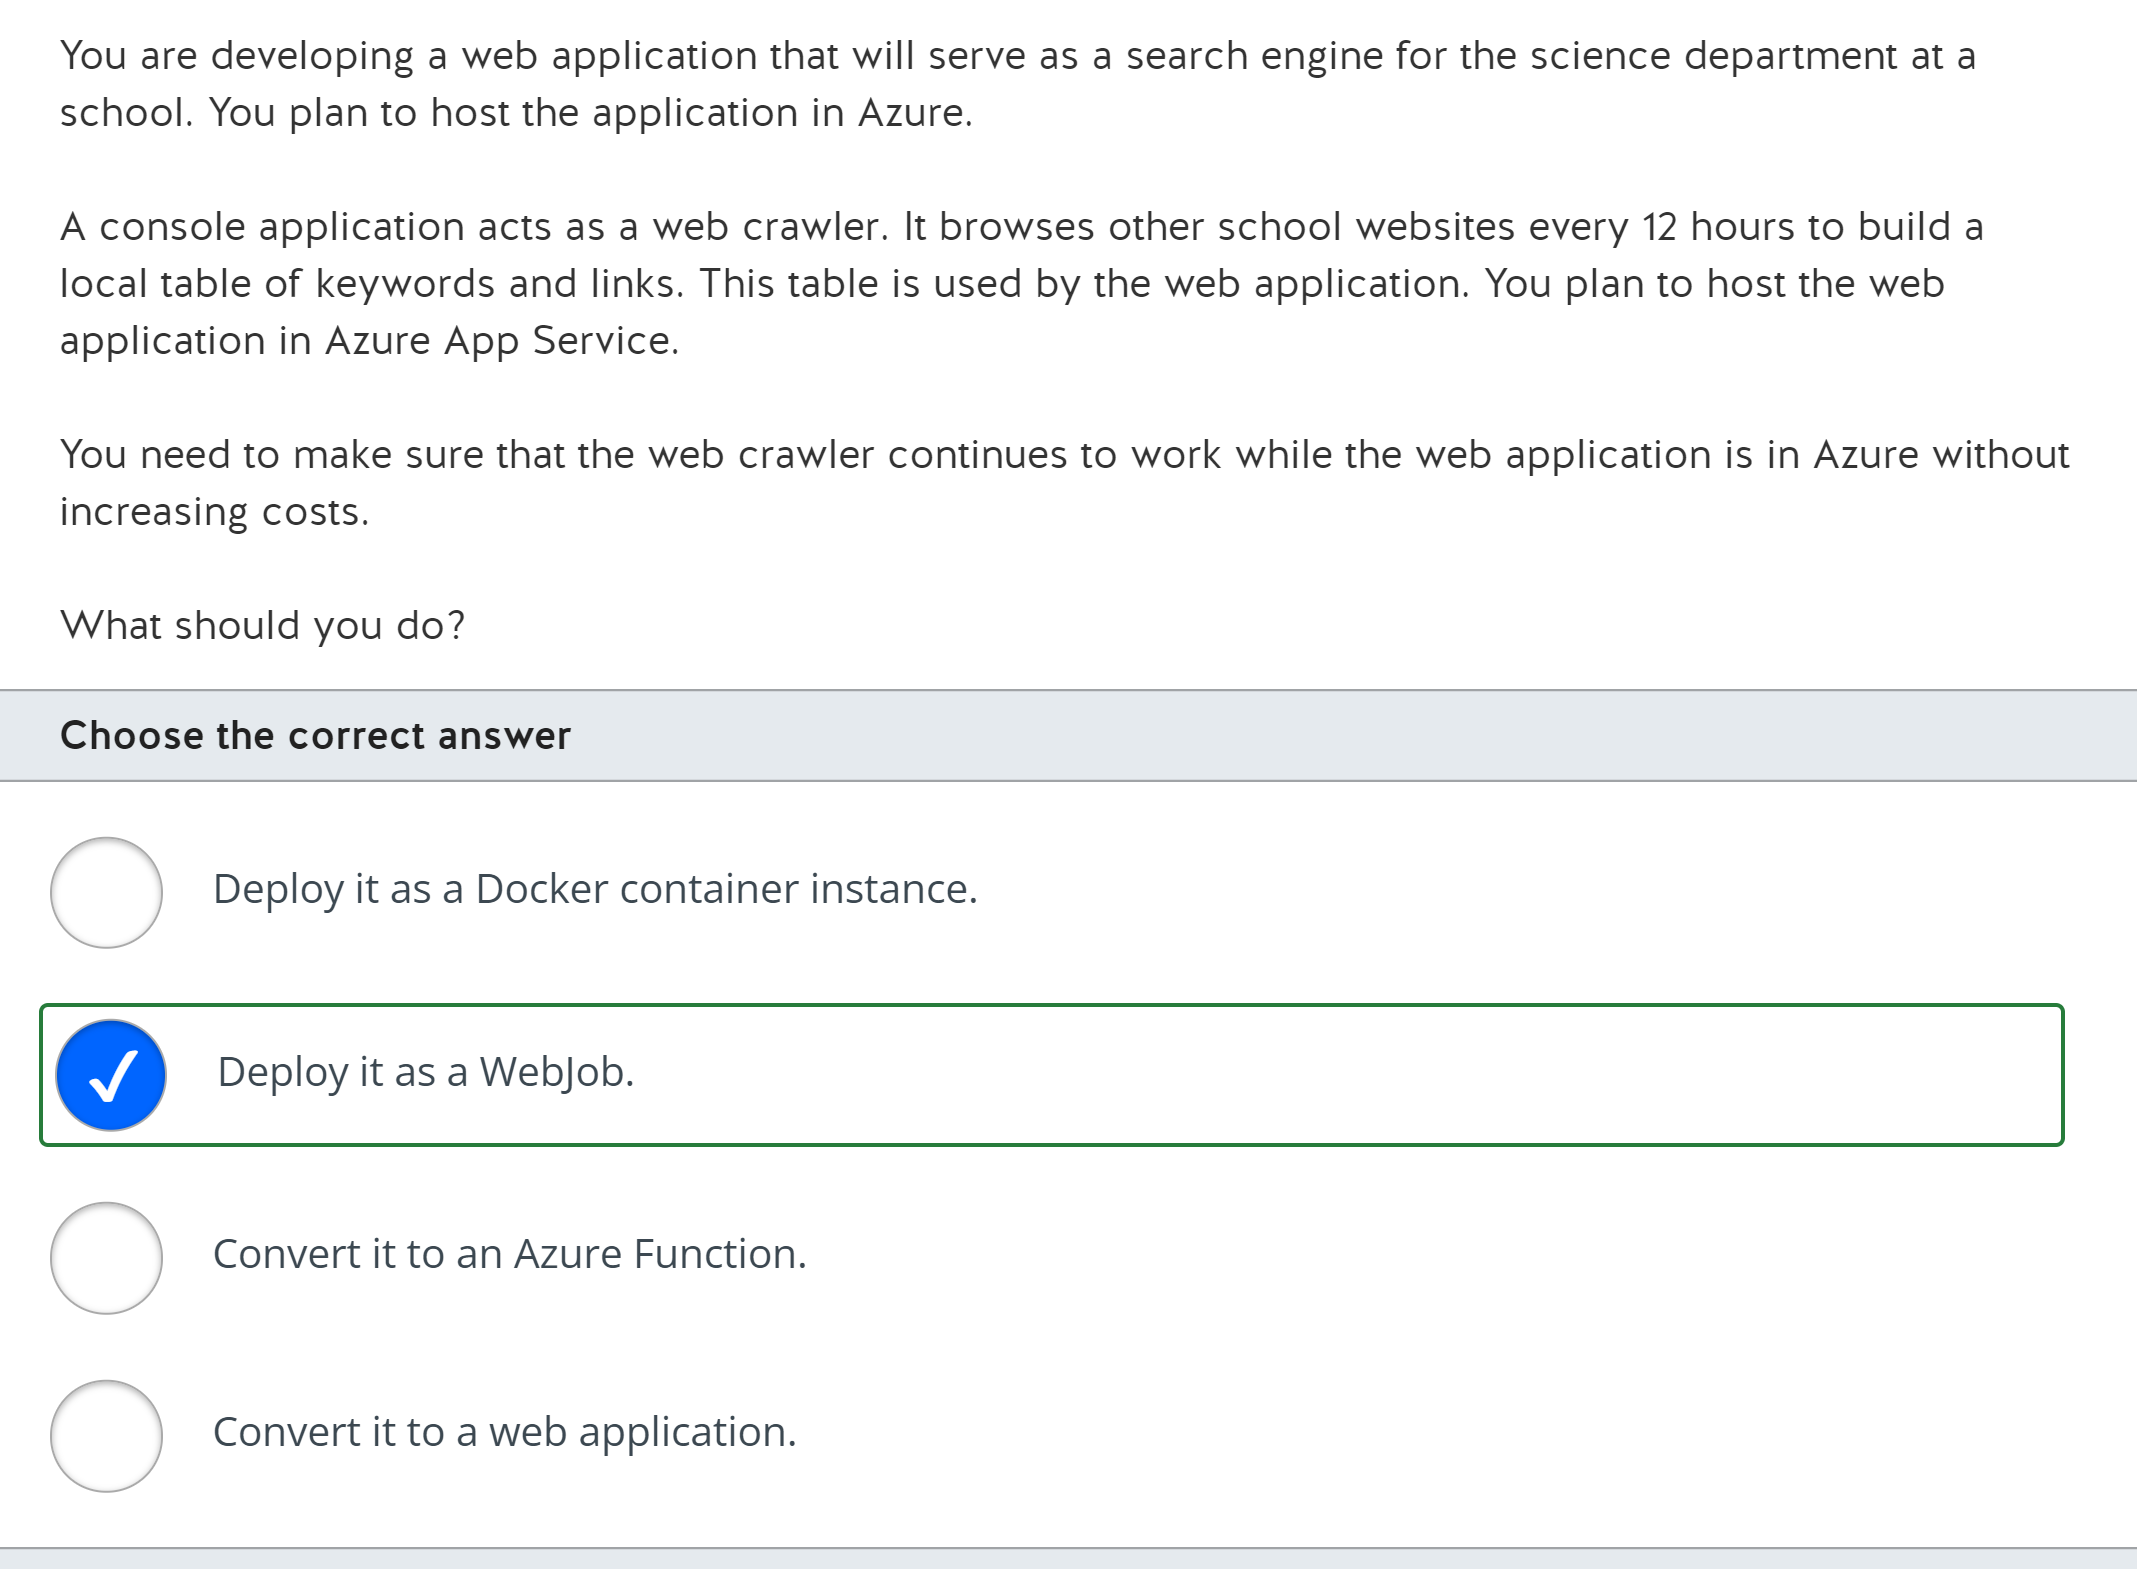 You are developing a web application that will serve as a search engine for the science department at a
school. You plan to host the application in Azure.
A console application acts as a web crawler. It browses other school websites every 12 hours to build a
local table of keywords and links. This table is used by the web application. You plan to host the web
application in Azure App Service.
You need to make sure that the web crawler continues to work while the web application is in Azure without
increasing costs.
What should you do?
Choose the correct answer
Deploy it as a Docker container instance.
Deploy it as a WebJob.
Convert it to an Azure Function.
Convert it to a web application.